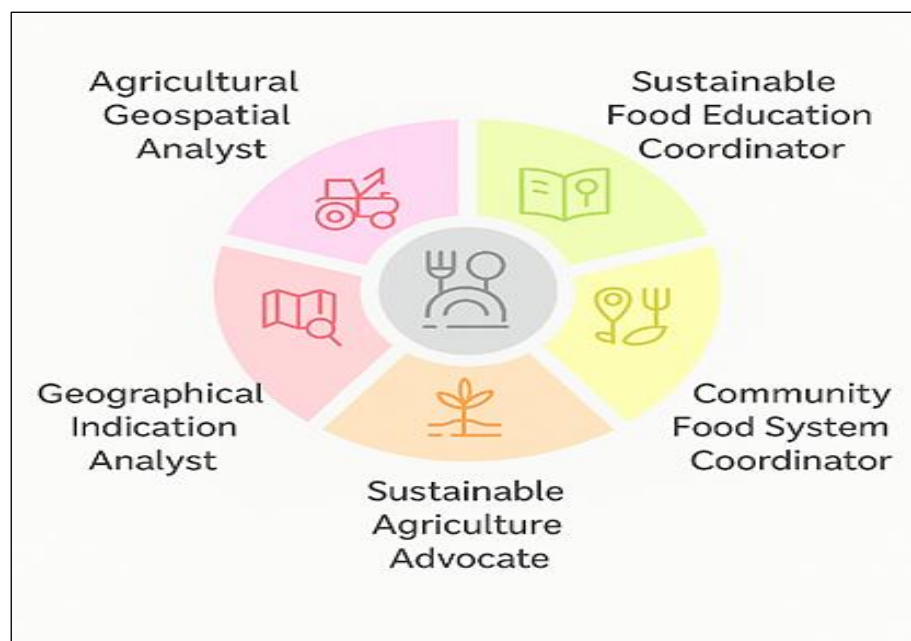 Agricultural
Geospatial
Analyst
Sustainable
Food Education
Coordinator
Geographical
Indication
Analyst
Community
Food System
Coordinator
Sustainable
Agriculture
Advocate